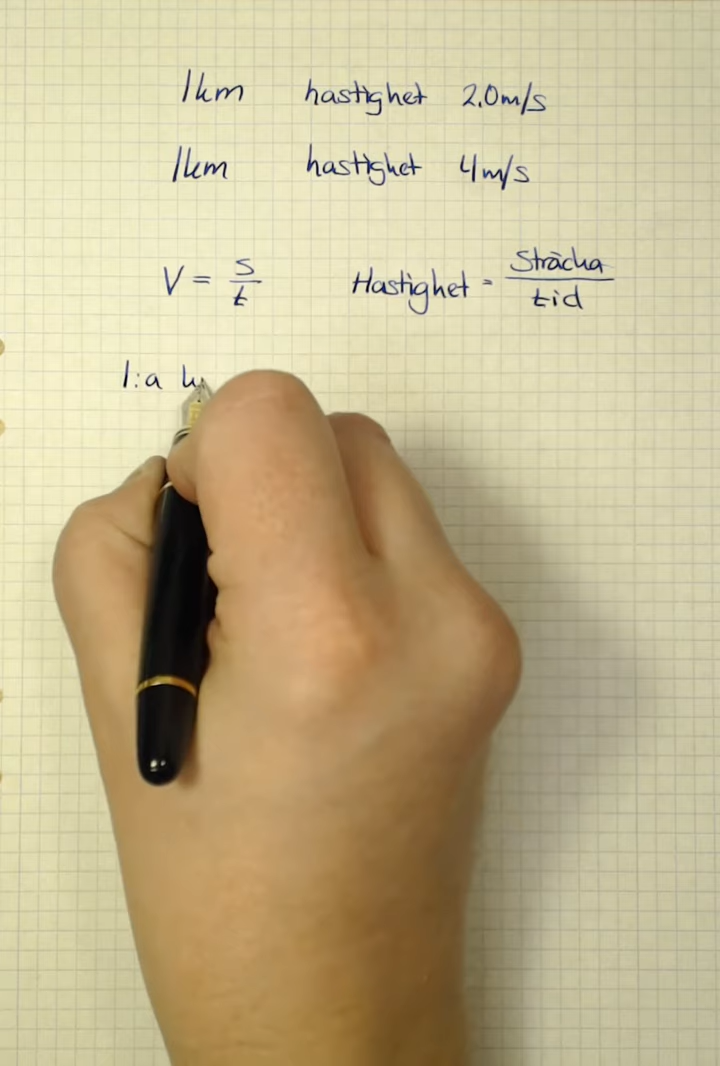 1km hastighet 2.0m/s
1km hastighet 4m/s
V = s/t Hastighet = Sträcka/tid
1:a